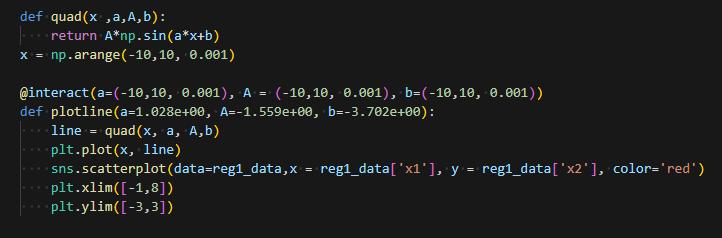 def quad(x ,a,A,b):
    return A*np.sin(a*x+b)
x = np.arange(-10,10, 0.001)

@interact(a=(-10,10, 0.001), A = (-10,10, 0.001), b=(-10,10, 0.001))
def plotline(a=1.028e+00, A=-1.559e+00, b=-3.702e+00):
    line = quad(x, a, A,b)
    plt.plot(x, line)
    sns.scatterplot(data=reg1_data,x = reg1_data['x1'], y = reg1_data['x2'], color='red')
    plt.xlim([-1,8])
    plt.ylim([-3,3])